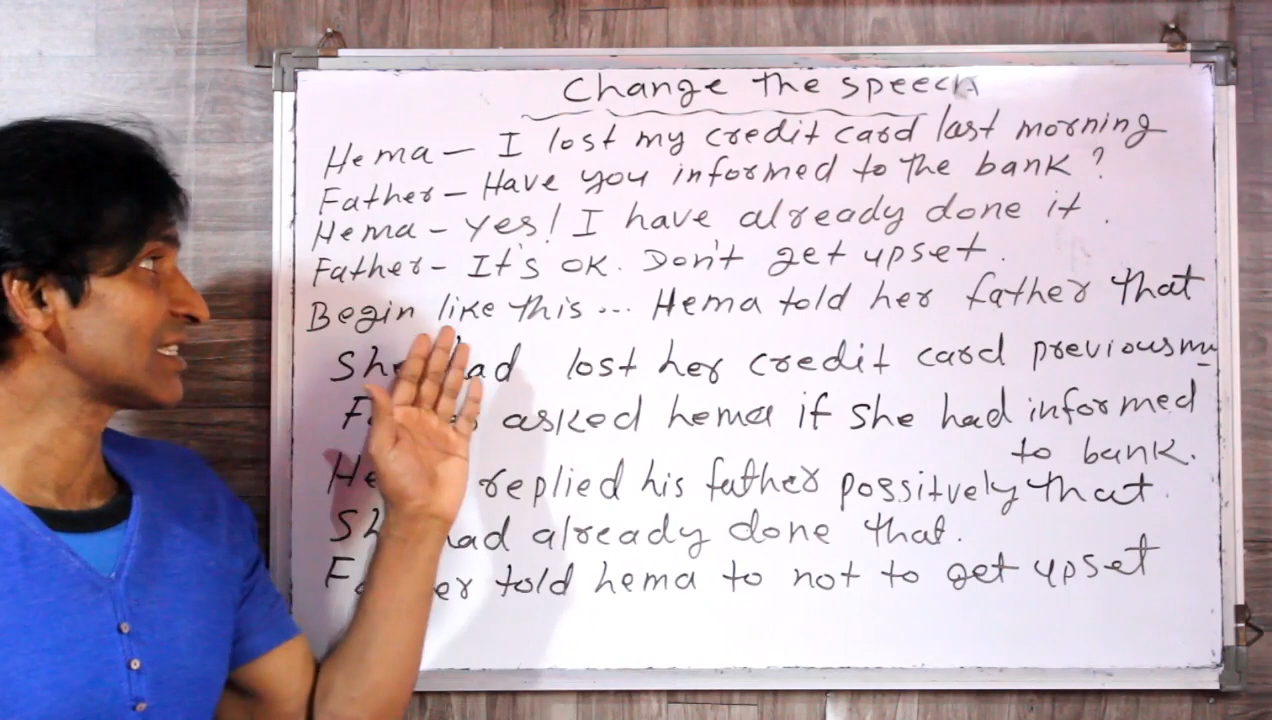 Change the speech
Hema - I lost my credit card last morning
Father - Have you informed to the bank?
Hema - Yes! I have already done it.
Father - It's OK. Don't get upset.
Begin like this ... Hema told her father that
had lost her credit card previous
asked hema if she had informed
to bank.
replied his father possitvely that.
had already done that.
told hema to not to get upset